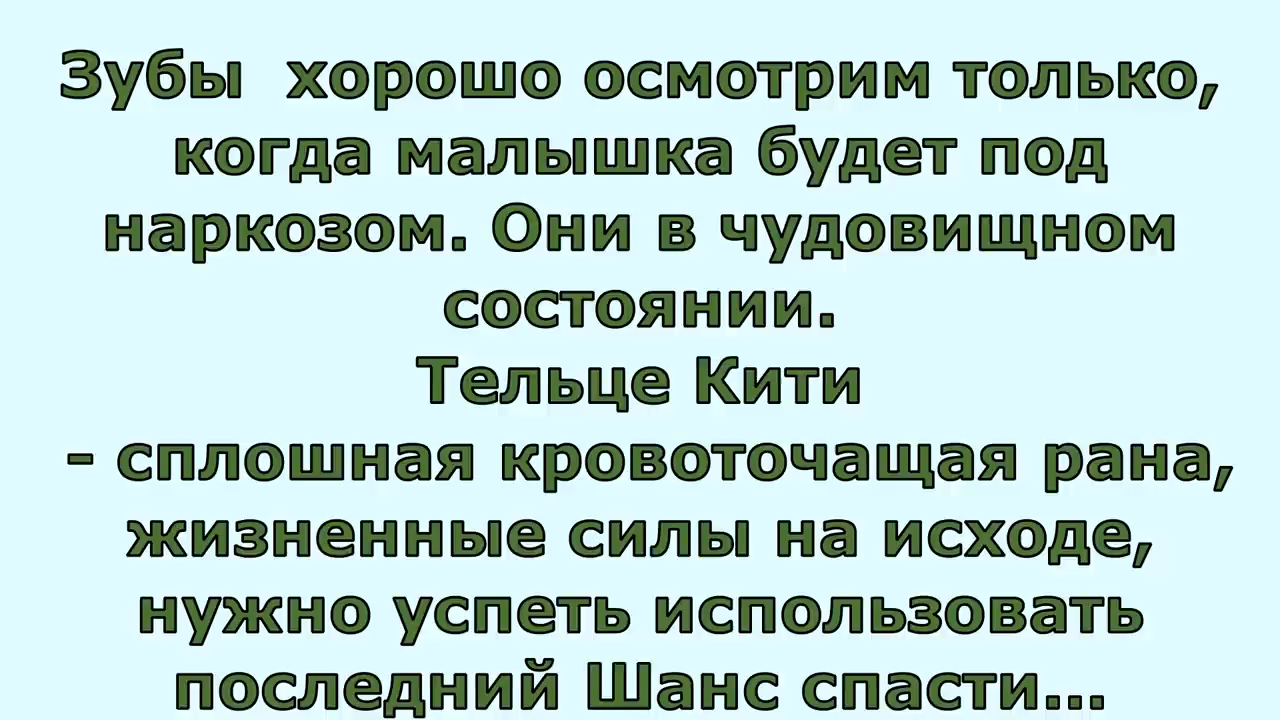 Зубы  хорошо осмотрим только,
когда малышка будет под
наркозом. Они в чудовищном
состоянии.
Тельце Кити
- сплошная кровоточащая рана,
жизненные силы на исходе,
нужно успеть использовать
последний Шанс спасти...